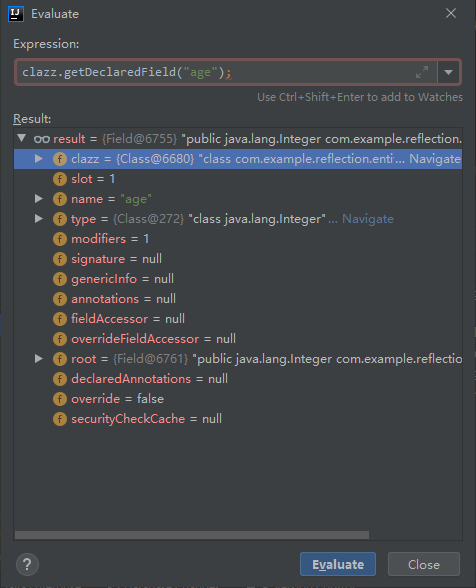 Evaluate
Expression:
clazz.getDeclaredField("age");
Use Ctrl+Shift+Enter to add to Watches
Result:
result = {Field@6755} "public java.lang.Integer com.example.reflection.
clazz = {Class@6680} "class com.example.reflection.enti... Navigate
slot = 1
name = "age"
type = {Class@272} "class java.lang.Integer"... Navigate
modifiers = 1
signature = null
genericInfo = null
annotations = null
fieldAccessor = null
overrideFieldAccessor = null
root = {Field@6761} "public java.lang.Integer com.example.reflectio
declaredAnnotations = null
override = false
securityCheckCache = null
? Evaluate Close